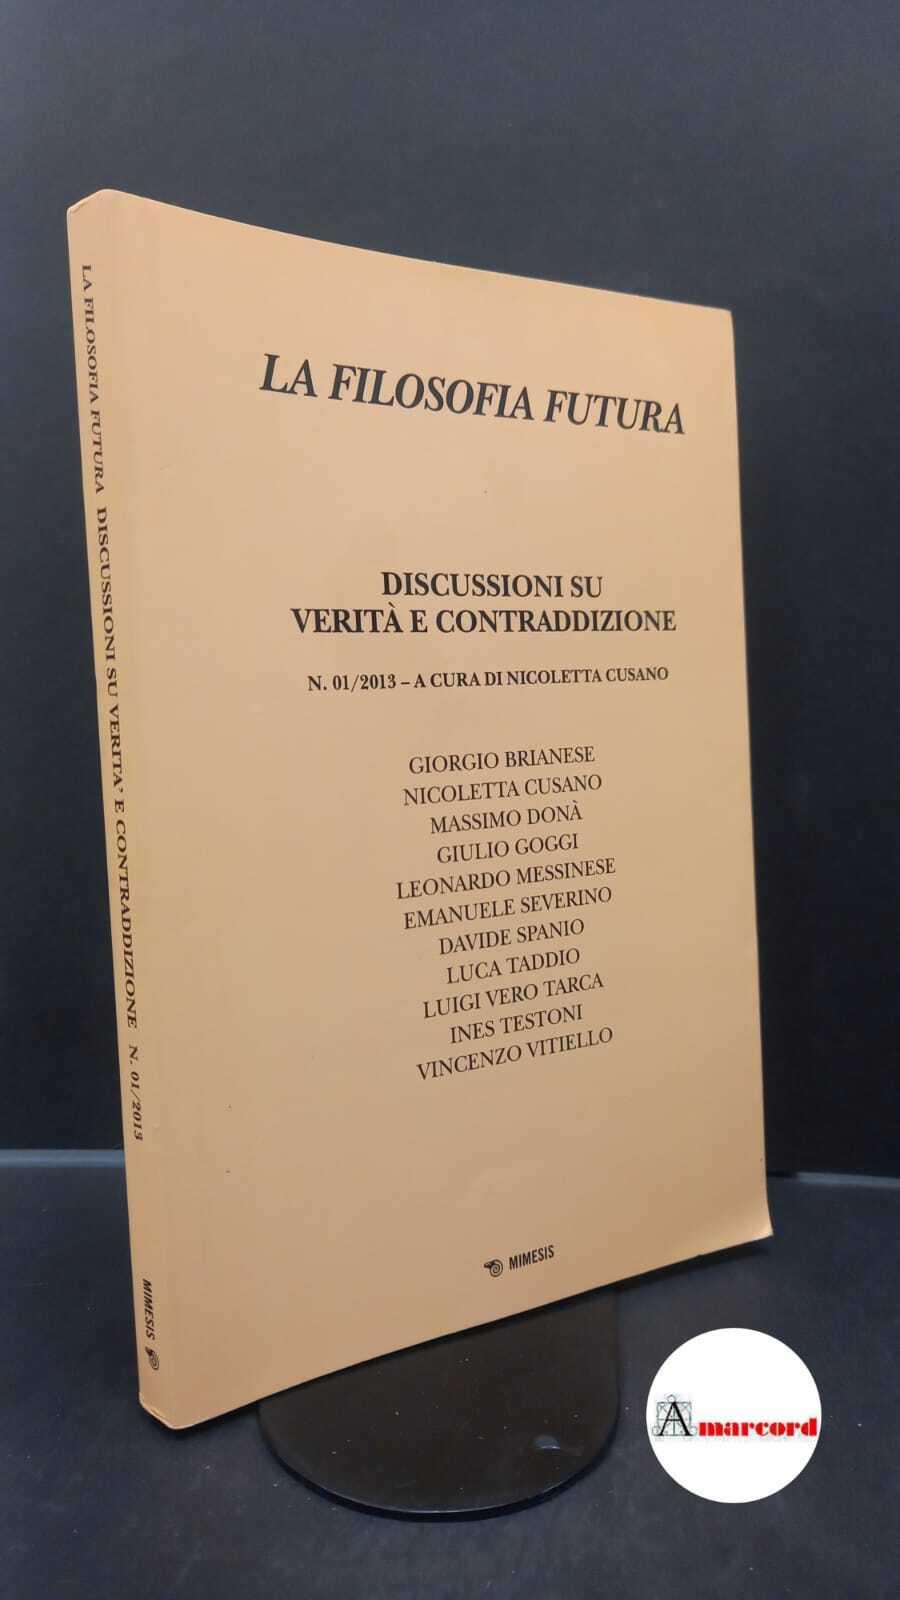 LA FILOSOFIA FUTURA
DISCUSSIONI SU
VERITÀ E CONTRADDIZIONE
N. 01/2013 – A CURA DI NICOLETTA CUSANO
GIORGIO BRIANESE
NICOLETTA CUSANO
MASSIMO DONÀ
GIULIO GOGGI
LEONARDO MESSINESE
EMANUELE SEVERINO
DAVIDE SPANIO
LUCA TADDIO
LUIGI VERO TARCA
INES TESTONI
VINCENZO VITIELLO
MIMESIS
LA FILOSOFIA FUTURA DISCUSSIONI SU VERITA' E CONTRADDIZIONE N. 01/2013 MIMESIS
Amarcord